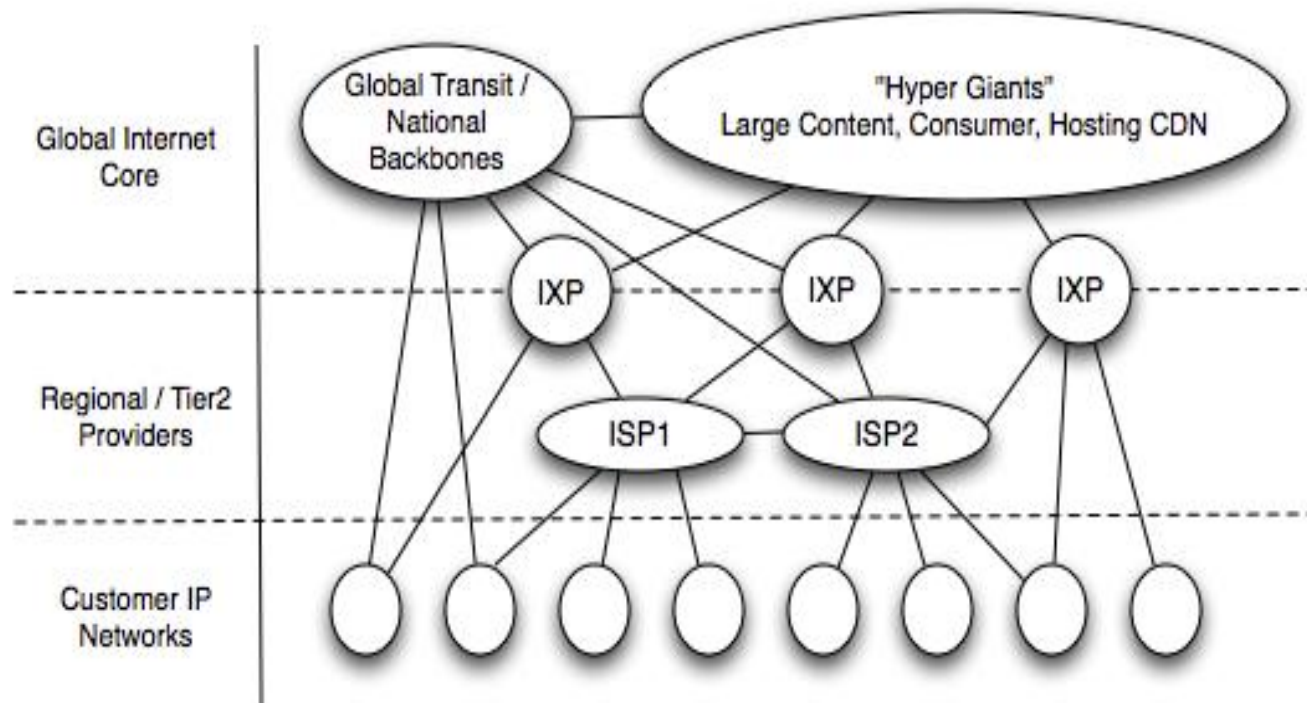 Global Internet
Core
Global Transit /
National
Backbones
"Hyper Giants"
Large Content, Consumer, Hosting CDN
IXP
IXP
IXP
Regional / Tier2
Providers
ISP1
ISP2
Customer IP
Networks